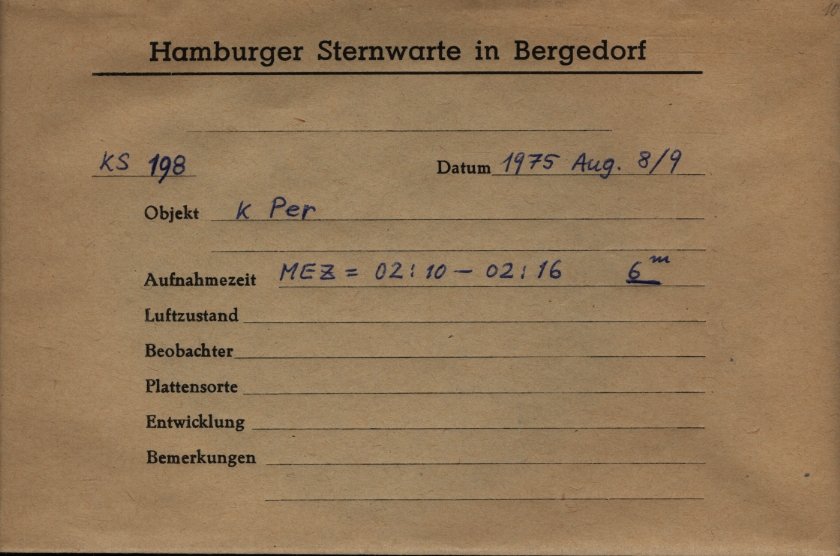 10
Hamburger Sternwarte in Bergedorf
KS 198 Datum 1975 Aug. 8/9
Objekt K Per
Aufnahmezeit MEZ = 02:10 - 02:16 6m
Luftzustand
Beobachter
Plattensorte
Entwicklung
Bemerkungen